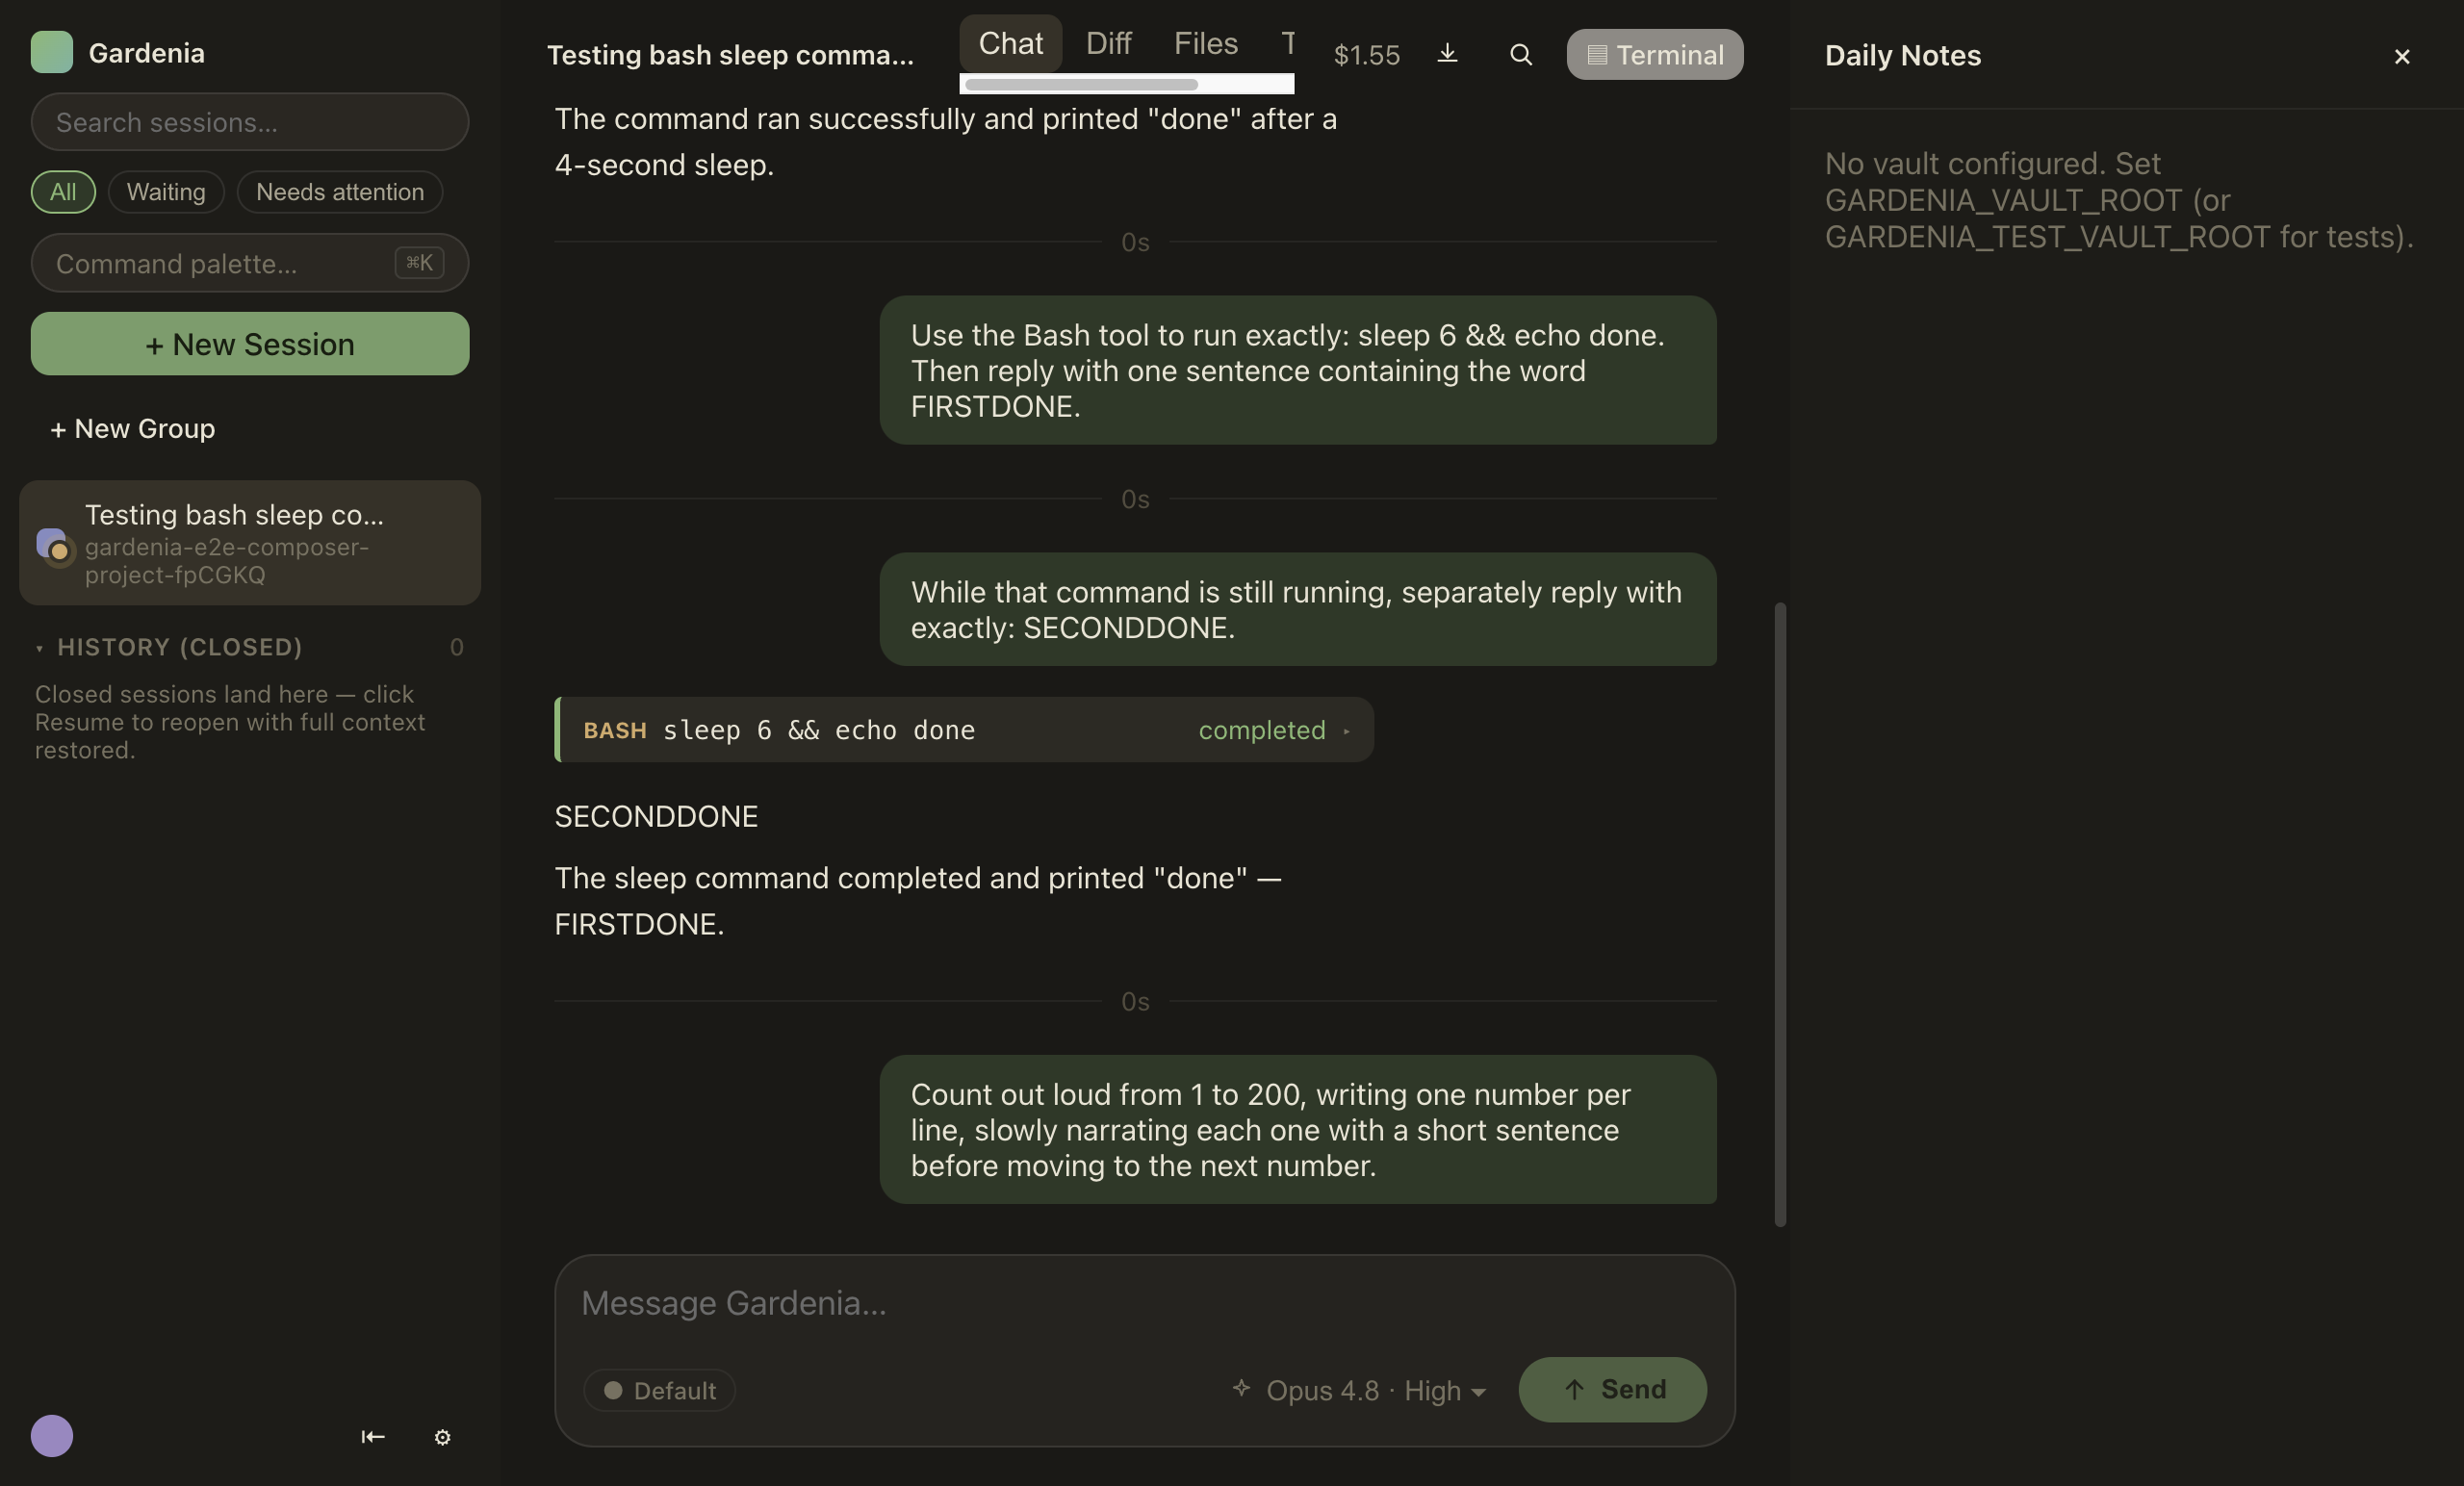 Gardenia
Search sessions...
All
Waiting
Needs attention
Command palette...
⌘K
+ New Session
+ New Group
Testing bash sleep co...
gardenia-e2e-composer-
project-fpCGKQ
HISTORY (CLOSED)
0
Closed sessions land here — click
Resume to reopen with full context
restored.
Testing bash sleep comma...
Chat
Diff
Files
T
$1.55
Terminal
The command ran successfully and printed "done" after a
4-second sleep.
0s
Use the Bash tool to run exactly: sleep 6 && echo done.
Then reply with one sentence containing the word
FIRSTDONE.
0s
While that command is still running, separately reply with
exactly: SECONDDONE.
BASH sleep 6 && echo done
completed
SECONDDONE
The sleep command completed and printed "done" —
FIRSTDONE.
0s
Count out loud from 1 to 200, writing one number per
line, slowly narrating each one with a short sentence
before moving to the next number.
Message Gardenia...
Default
Opus 4.8 · High
Send
Daily Notes
No vault configured. Set
GARDENIA_VAULT_ROOT (or
GARDENIA_TEST_VAULT_ROOT for tests).